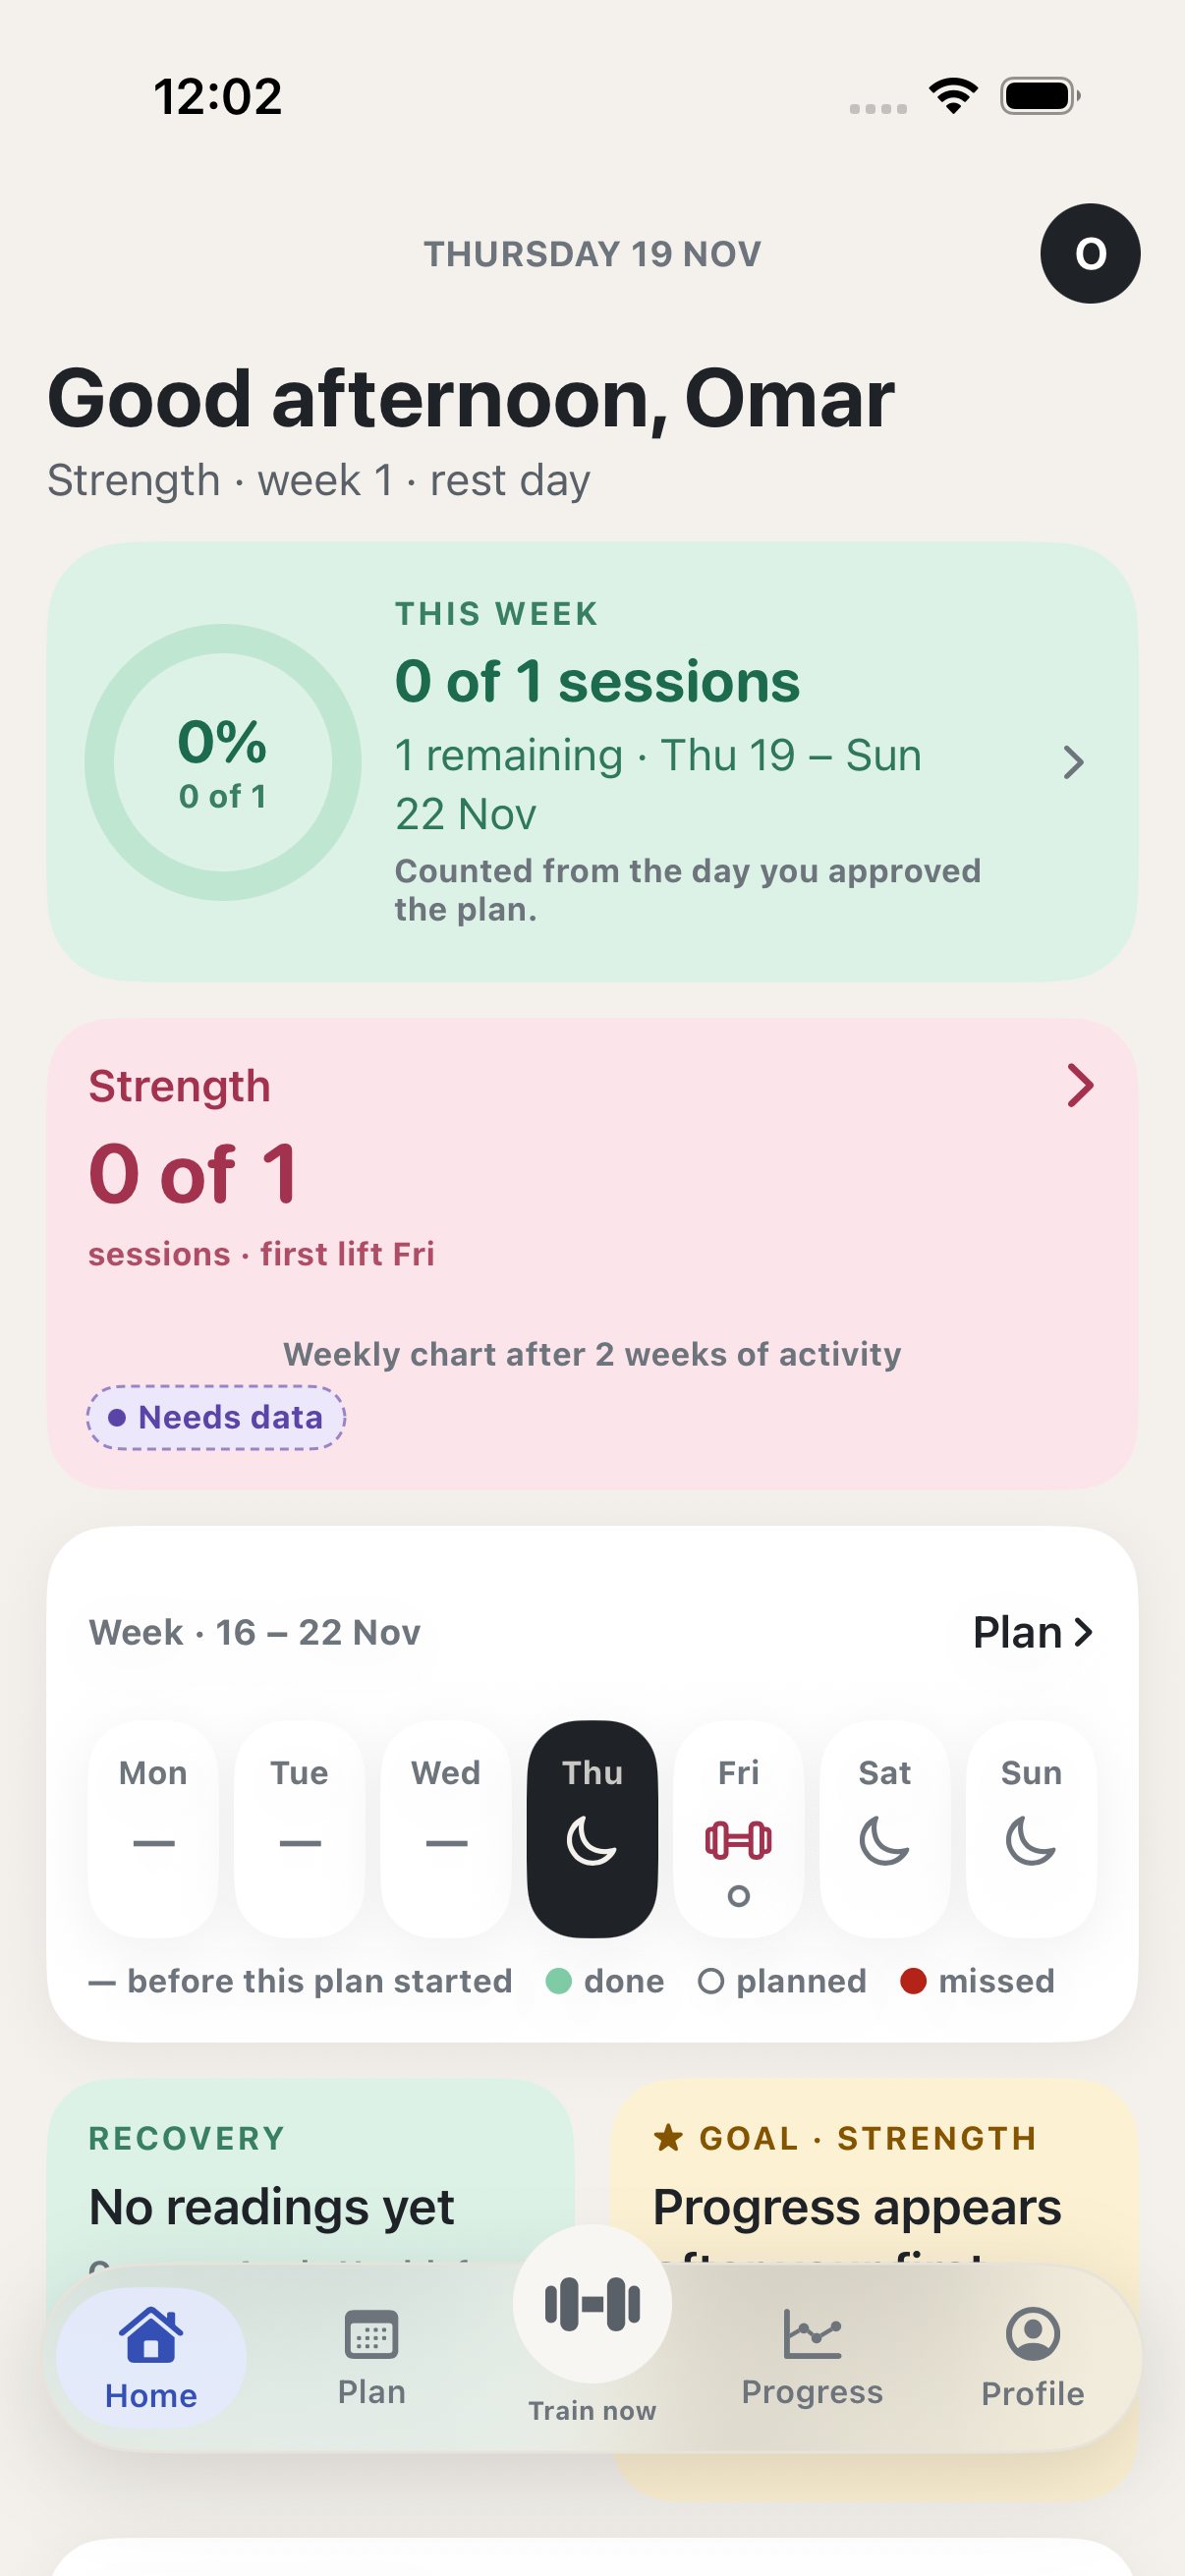 12:02
THURSDAY 19 NOV
O
Good afternoon, Omar
Strength · week 1 · rest day
THIS WEEK
0 of 1 sessions
0%
0 of 1
1 remaining · Thu 19 – Sun
22 Nov
Counted from the day you approved
the plan.
Strength
0 of 1
sessions · first lift Fri
Weekly chart after 2 weeks of activity
Needs data
Week · 16 – 22 Nov
Plan
Mon
Tue
Wed
Thu
Fri
Sat
Sun
— before this plan started
done
planned
missed
RECOVERY
No readings yet
GOAL · STRENGTH
Progress appears
Home
Plan
Train now
Progress
Profile